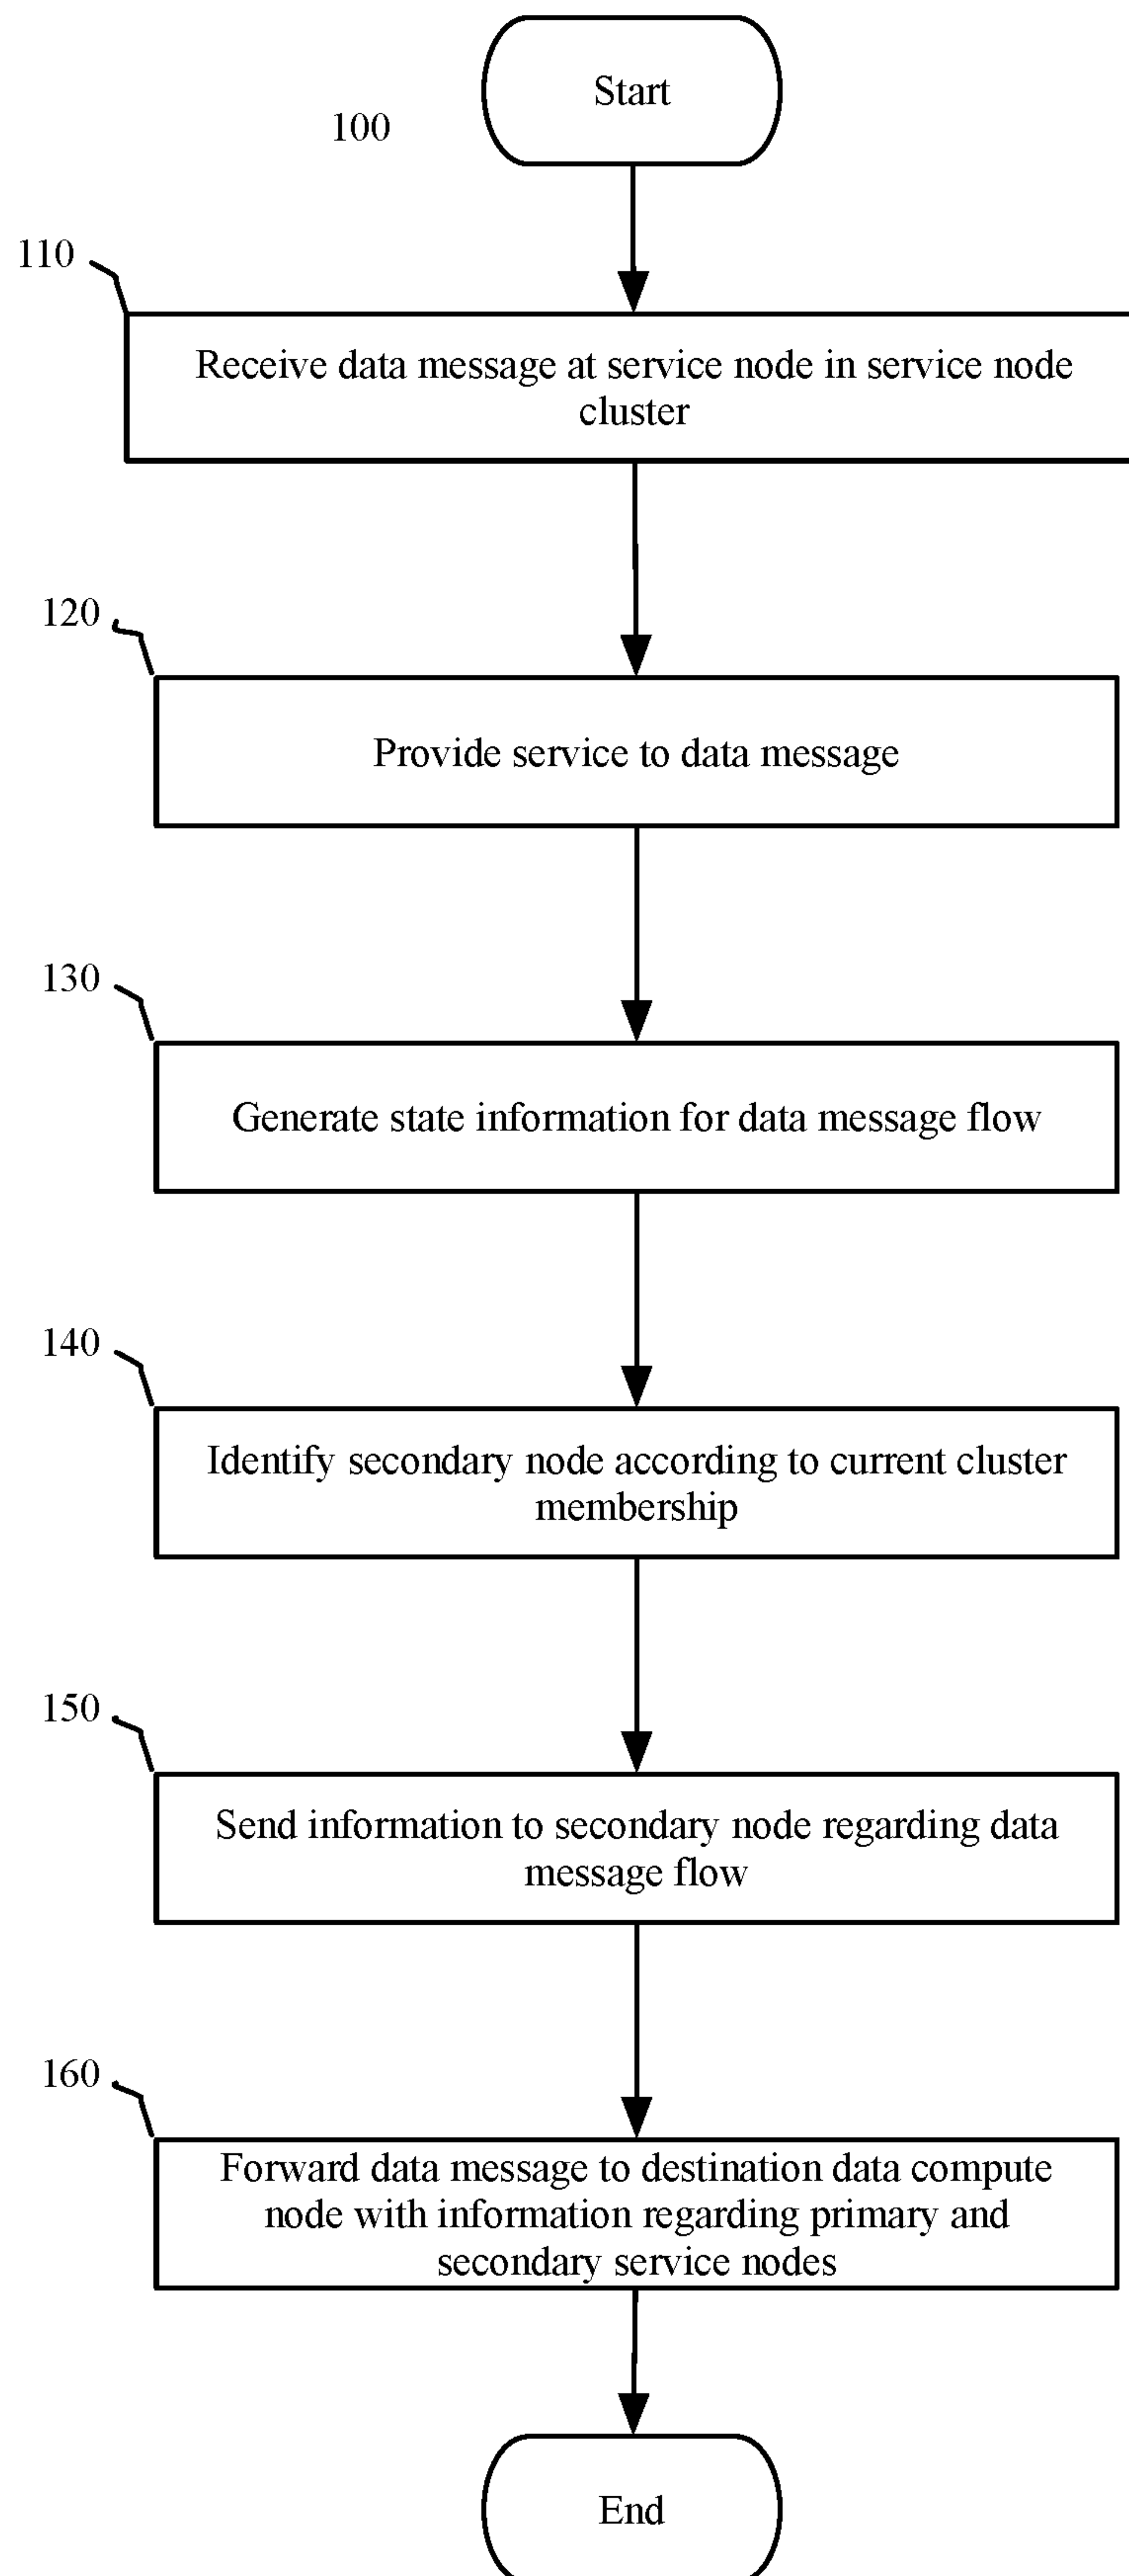 Start
100
110
Receive data message at service node in service node
cluster
120
Provide service to data message
130
Generate state information for data message flow
140
Identify secondary node according to current cluster
membership
150
Send information to secondary node regarding data
message flow
160
Forward data message to destination data compute
node with information regarding primary and
secondary service nodes
End